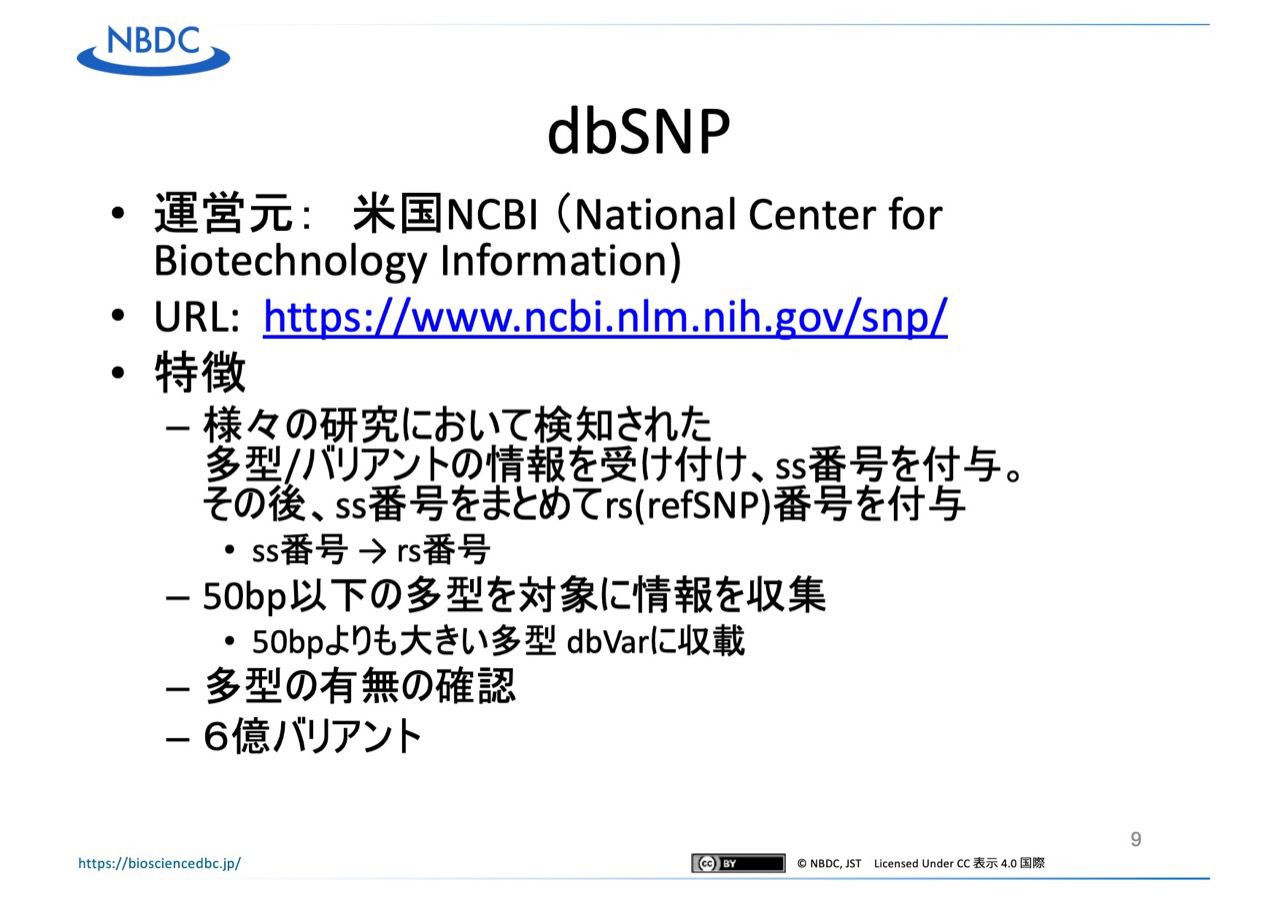 NBDC
dbSNP
• 運営元： 米国NCBI（National Center for
Biotechnology Information)
• URL: https://www.ncbi.nlm.nih.gov/snp/
• 特徴
– 様々の研究において検知された
多型/バリアントの情報を受け付け、ss番号を付与。
その後、ss番号をまとめてrs(refSNP)番号を付与
• ss番号 → rs番号
– 50bp以下の多型を対象に情報を収集
• 50bpよりも大きい多型 dbVarに収載
– 多型の有無の確認
– ６億バリアント
9
https://biosciencedbc.jp/
cc BY © NBDC, JST Licensed Under CC 表示 4.0 国際